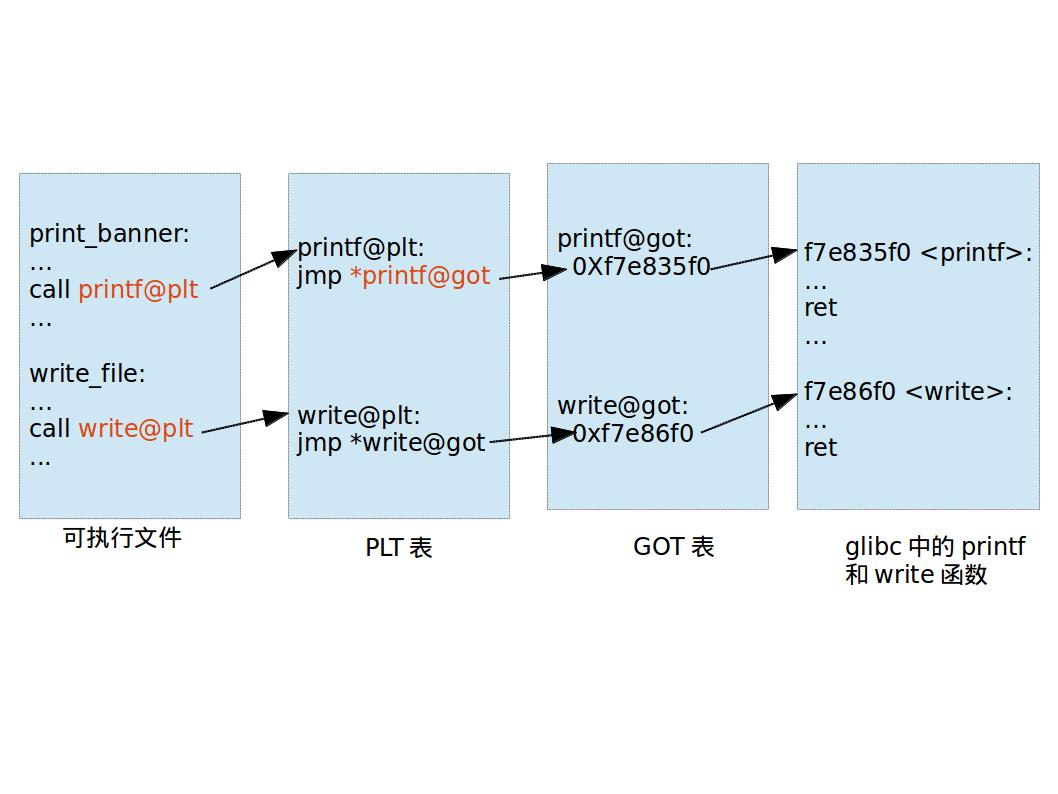 print_banner:
...
call printf@plt
...
write_file:
...
call write@plt
...
可执行文件
printf@plt:
jmp *printf@got
write@plt:
jmp *write@got
PLT 表
printf@got:
0Xf7e835f0
write@got:
0xf7e86f0
GOT 表
f7e835f0 <printf>:
...
ret
...
f7e86f0 <write>:
...
ret
glibc 中的 printf
和 write 函数